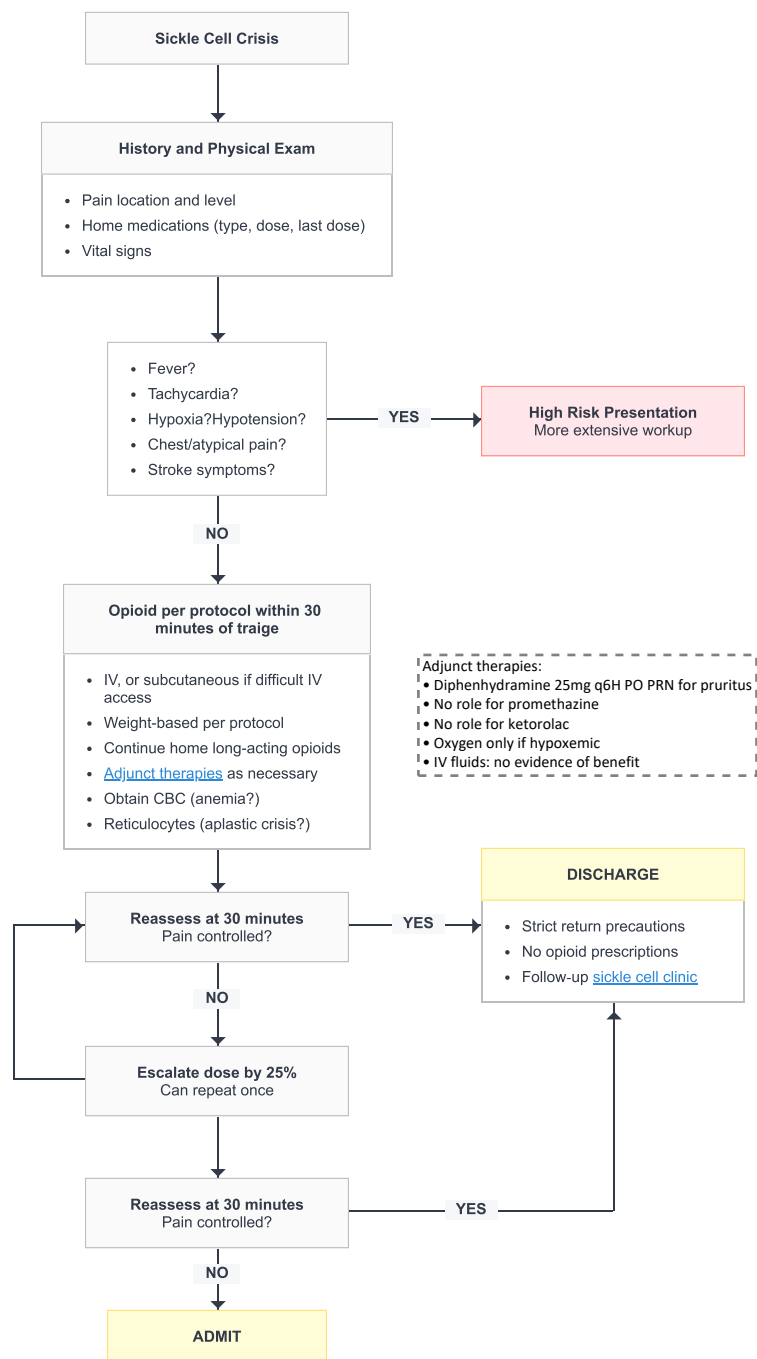 Sickle Cell Crisis
History and Physical Exam
• Pain location and level
• Home medications (type, dose, last dose)
• Vital signs
• Fever?
• Tachycardia?
• Hypoxia?Hypotension?
• Chest/atypical pain?
• Stroke symptoms?
YES
High Risk Presentation
More extensive workup
NO
Opioid per protocol within 30
minutes of traige
• IV, or subcutaneous if difficult IV
access
• Weight-based per protocol
• Continue home long-acting opioids
• Adjunct therapies as necessary
• Obtain CBC (anemia?)
• Reticulocytes (aplastic crisis?)
Adjunct therapies:
• Diphenhydramine 25mg q6H PO PRN for pruritus
• No role for promethazine
• No role for ketorolac
• Oxygen only if hypoxemic
• IV fluids: no evidence of benefit
Reassess at 30 minutes
Pain controlled?
YES
DISCHARGE
• Strict return precautions
• No opioid prescriptions
• Follow-up sickle cell clinic
NO
Escalate dose by 25%
Can repeat once
Reassess at 30 minutes
Pain controlled?
YES
NO
ADMIT